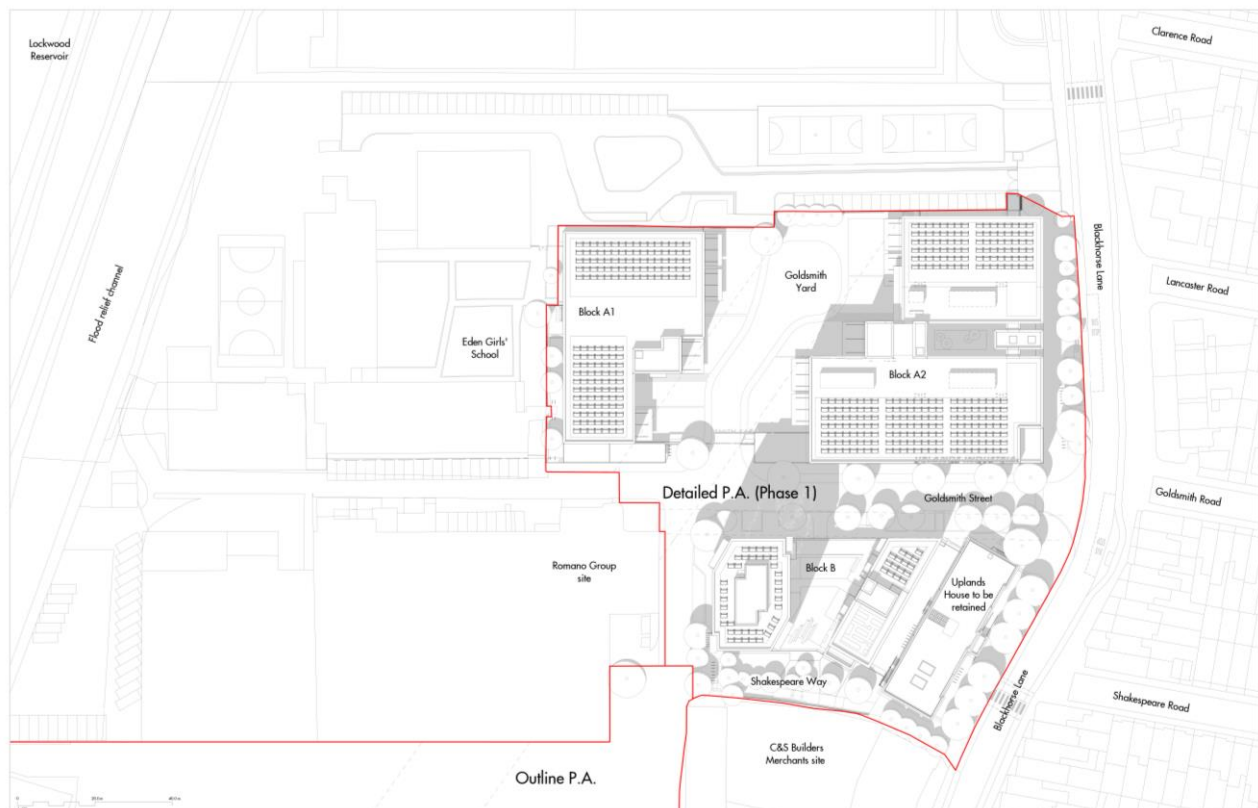 Lockwood
Reservoir
Clarence Road
Flood relief channel
Goldsmith
Yard
Blackhorse Lane
Lancaster Road
Block A1
Eden Girls'
School
Block A2
Goldsmith Road
Detailed P.A. (Phase 1)
Goldsmith Street
Romano Group
site
Block B
Uplands
House to be
retained
Shakespeare Way
Blackhorse Lane
Shakespeare Road
C&S Builders
Merchants site
Outline P.A.